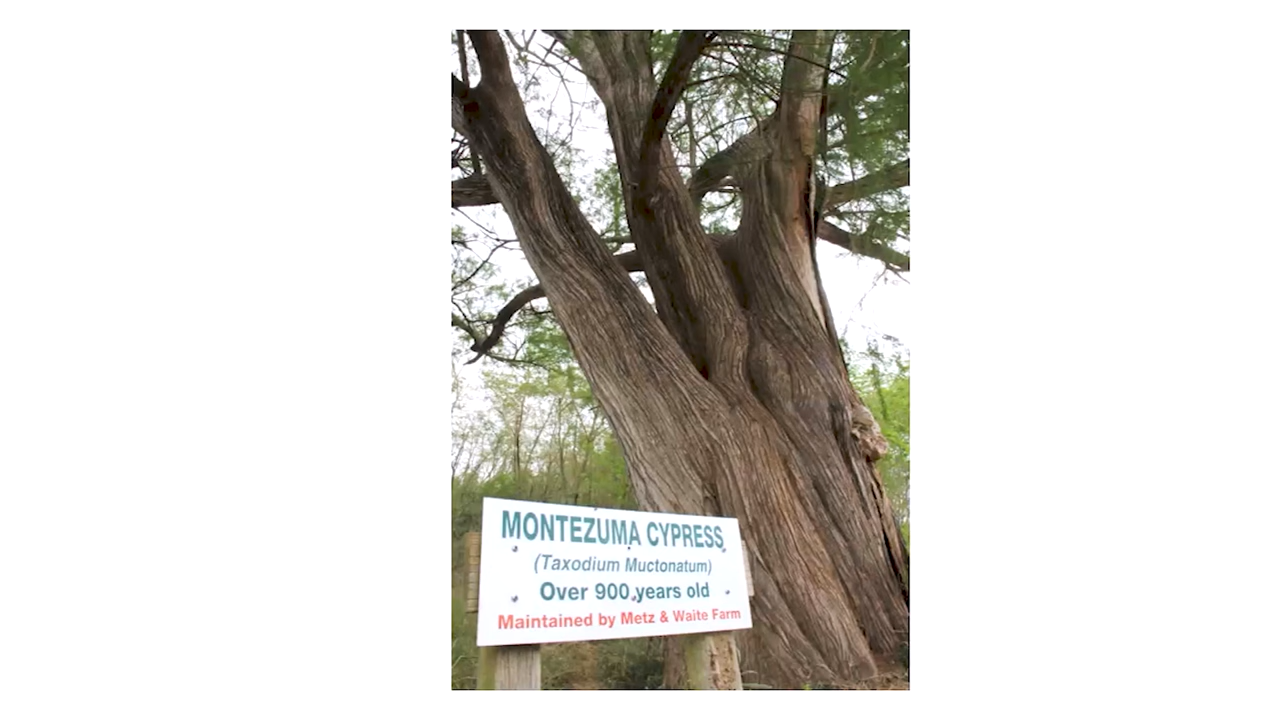 MONTEZUMA CYPRESS
(Taxodium Muctonatum)
Over 900 years old
Maintained by Metz & Waite Farm